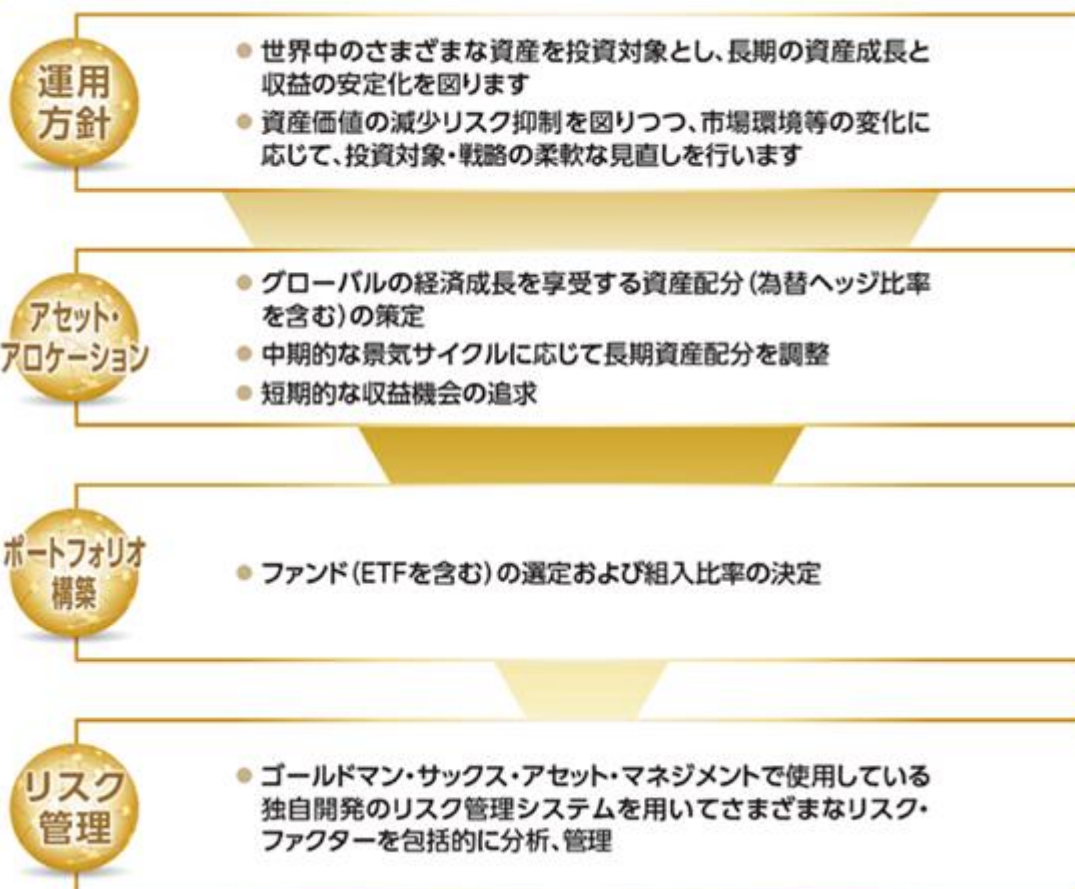 運用
方針
● 世界中のさまざまな資産を投資対象とし、長期の資産成長と
収益の安定化を図ります
● 資産価値の減少リスク抑制を図りつつ、市場環境等の変化に
応じて、投資対象・戦略の柔軟な見直しを行います
アセット・
アロケーション
● グローバルの経済成長を享受する資産配分(為替ヘッジ比率
を含む)の策定
● 中期的な景気サイクルに応じて長期資産配分を調整
● 短期的な収益機会の追求
ポートフォリオ
構築
● ファンド(ETFを含む)の選定および組入比率の決定
リスク
管理
● ゴールドマン・サックス・アセット・マネジメントで使用している
独自開発のリスク管理システムを用いてさまざまなリスク・
ファクターを包括的に分析、管理